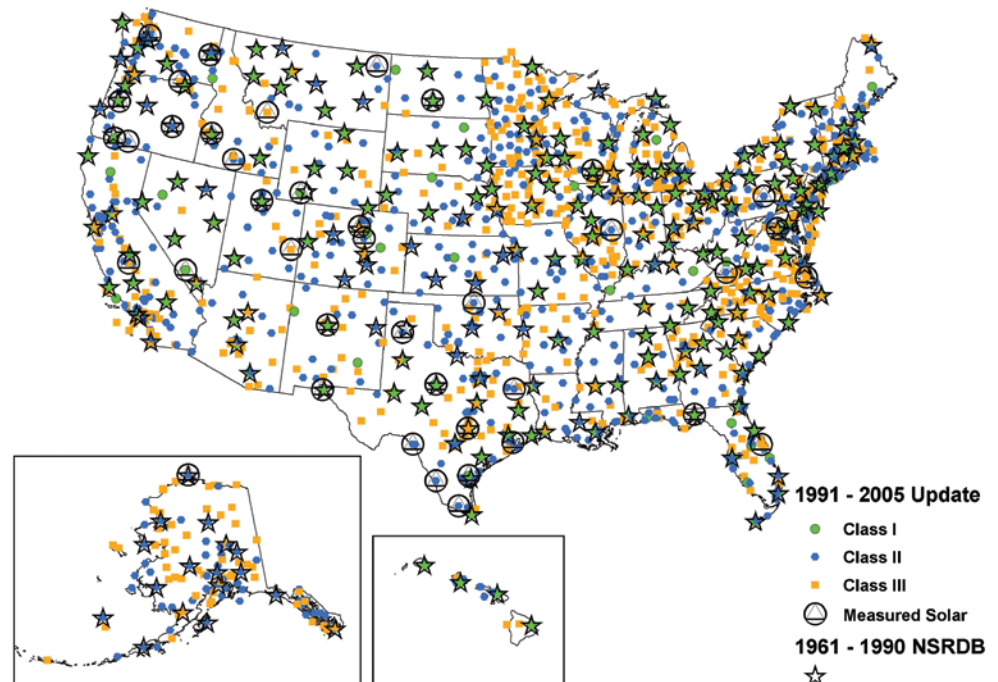 1991 - 2005 Update
Class I
Class II
Class III
Measured Solar
1961 - 1990 NSRDB